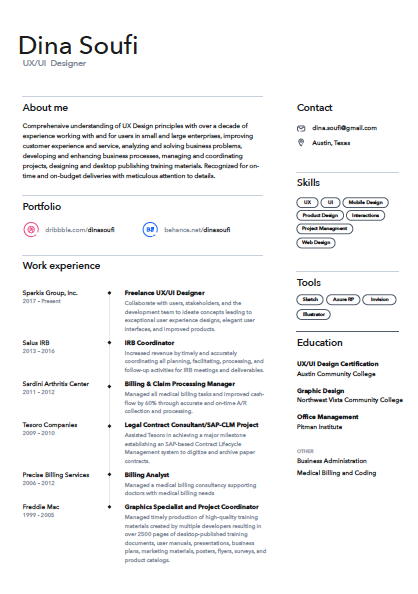 Dina Soufi
UX/UI Designer
About me
Comprehensive understanding of UX Design principles with over a decade of
experience working with and for users in small and large enterprises, improving
customer experience and service, analyzing and solving business problems,
developing and enhancing business processes, managing and coordinating
projects, designing and desktop publishing training materials. Recognized for on-
time and on-budget deliveries with meticulous attention to details.
Portfolio
dribbble.com/dinasoufi
behance.net/dinasoufi
Work experience
Sparkle Group, Inc.
2017 - Present
Freelance UX/UI Designer
Collaborate with users, stakeholders, and the
development team to ideate concepts leading to
exceptional user experience designs, elegant user
interfaces, and improved products.
Salus IRB
2013 – 2016
IRB Coordinator
Increased revenue by timely and accurately
coordinating all planning, facilitating, processing, and
follow-up activities for IRB meetings and deliverables.
Sardini Arthritis Center
2011 – 2012
Billing & Claim Processing Manager
Managed all medical billing tasks and improved cash-
flow by 60% through accurate and on-time A/R
collection and processing.
Tesoro Companies
2009 - 2010
Legal Contract Consultant/SAP-CLM Project
Assisted Tesoro in achieving a major milestone
establishing an SAP-based Contract Lifecycle
Management system to digitize and archive paper
contracts.
Precise Billing Services
2006 – 2012
Billing Analyst
Managed a medical billing consultancy supporting
doctors with medical billing needs
Freddie Mac
1999 - 2005
Graphics Specialist and Project Coordinator
Managed timely production of high-quality training
materials created by multiple developers resulting in
over 2500 pages of desktop-published training
documents, user manuals, presentations, business
plans, marketing materials, posters, flyers, surveys, and
product catalogs.
Contact
dina.soufi@gmail.com
Austin, Texas
Skills
UX UI Mobile Design
Product Design Interactions
Project Managment
Web Design
Tools
Sketch Axure RP Invision
Illustrator
Education
UX/UI Design Certification
Austin Community College
Graphic Design
Northwest Vista Community College
Office Management
Pitman Institute
OTHER
Business Administration
Medical Billing and Coding